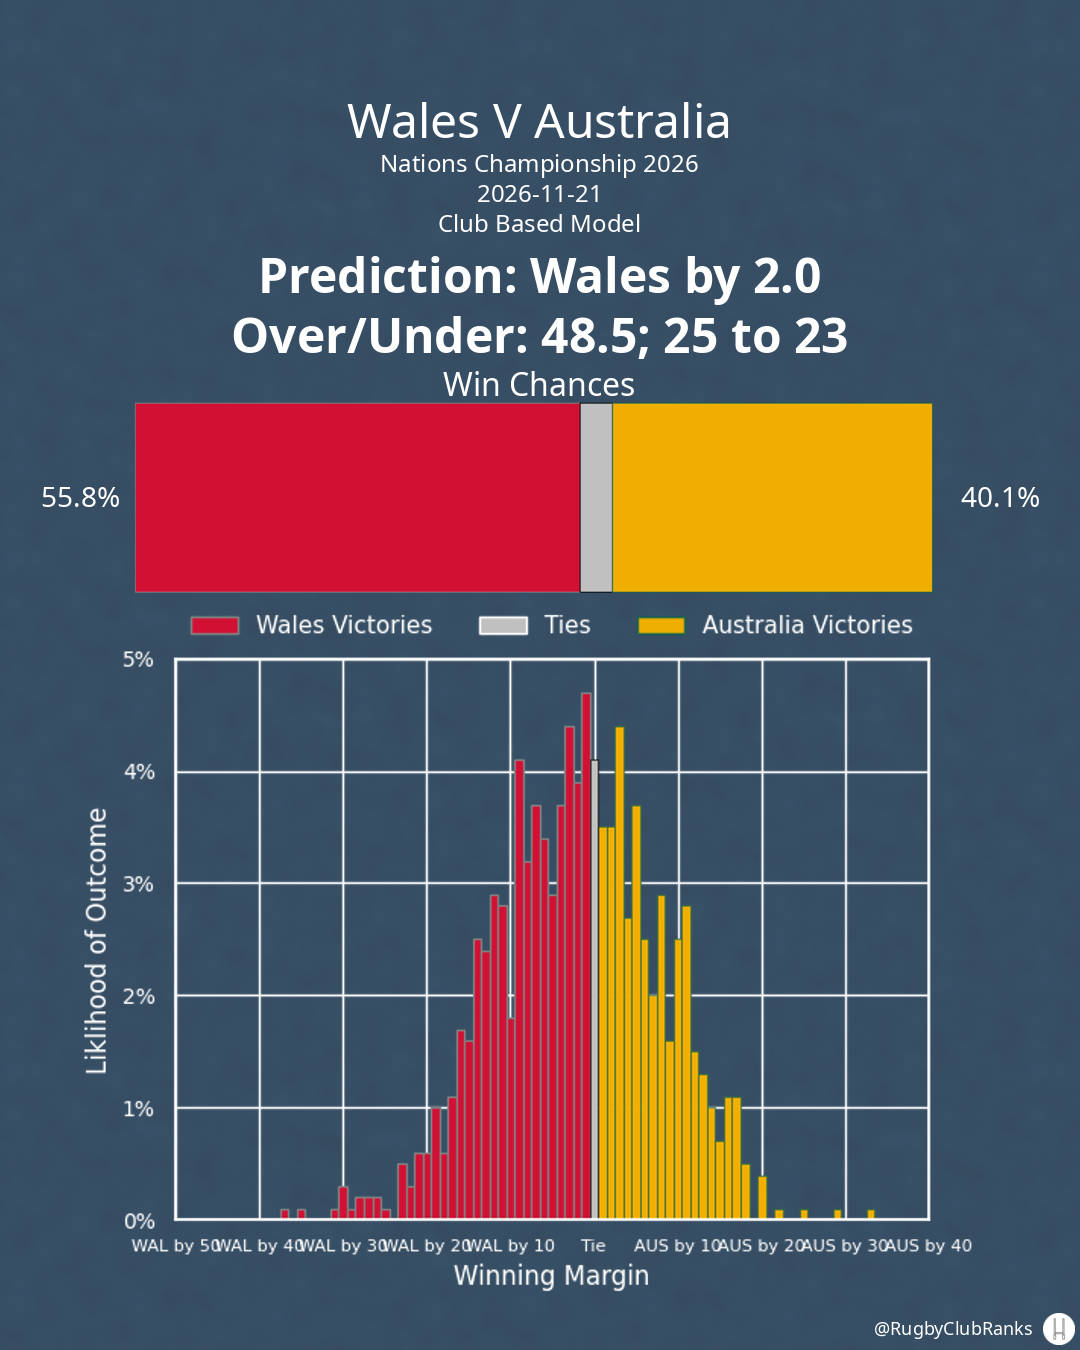 Wales V Australia
Nations Championship 2026
2026-11-21
Club Based Model
Prediction: Wales by 2.0
Over/Under: 48.5; 25 to 23
Win Chances
55.8%
40.1%
Wales Victories
Ties
Australia Victories
5%
4%
3%
2%
1%
0%
Liklihood of Outcome
WAL by 50
WAL by 40
WAL by 30
WAL by 20
WAL by 10
Tie
AUS by 10
AUS by 20
AUS by 30
AUS by 40
Winning Margin
@RugbyClubRanks